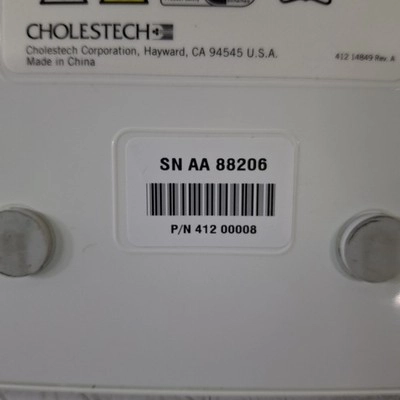 CHOLESTECH
Cholestech Corporation, Hayward, CA 94545 U.S.A.
Made in China
412 14849 Rev. A
SN AA 88206
P/N 412 00008